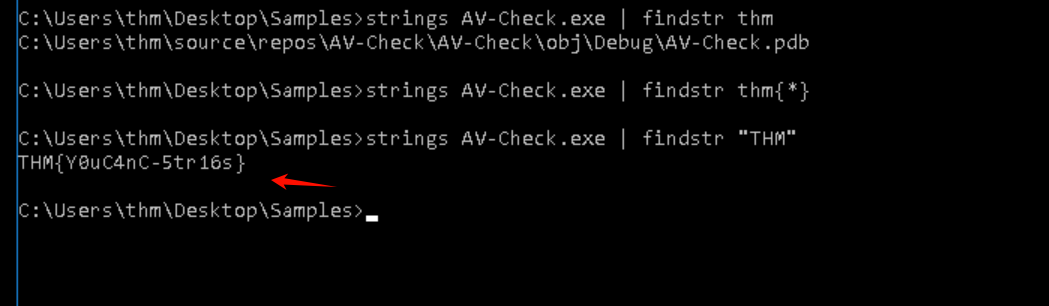 C:\Users\thm\Desktop\Samples>strings AV-Check.exe | findstr thm
C:\Users\thm\source\repos\AV-Check\AV-Check\obj\Debug\AV-Check.pdb
C:\Users\thm\Desktop\Samples>strings AV-Check.exe | findstr thm{*}
C:\Users\thm\Desktop\Samples>strings AV-Check.exe | findstr "THM"
THM{Y0uC4nC-5tr16s}
C:\Users\thm\Desktop\Samples>